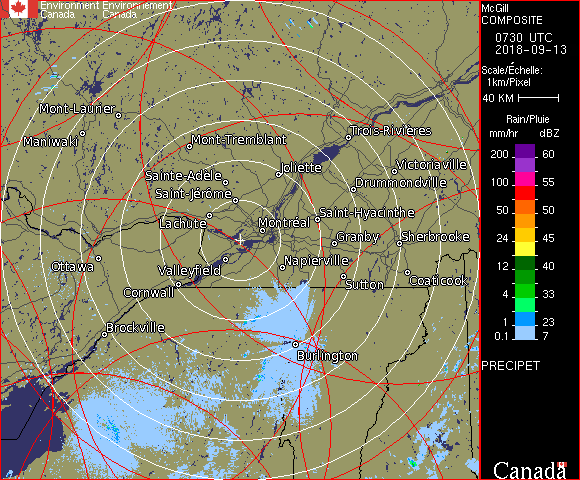 Environment Environnement
Canada Canada
McGill
COMPOSITE
0730 UTC
2018-09-13
Scale/Échelle:
1km/Pixel
40 KM
Rain/Pluie
mm/hr dBZ
200 60
100 55
50 50
24 45
12 40
4 33
1 23
0.1 7
PRECIPET
Mont-Laurier
Maniwaki
Mont-Tremblant
Trois-Rivières
Joliette
Victoriaville
Sainte-Adèle
Drummondville
Saint-Jérôme
Lachute
Saint-Hyacinthe
Montréal
Granby
Sherbrooke
Ottawa
Valleyfield
Napierville
Cornwall
Sutton
Coaticook
Brockville
Burlington
Canada